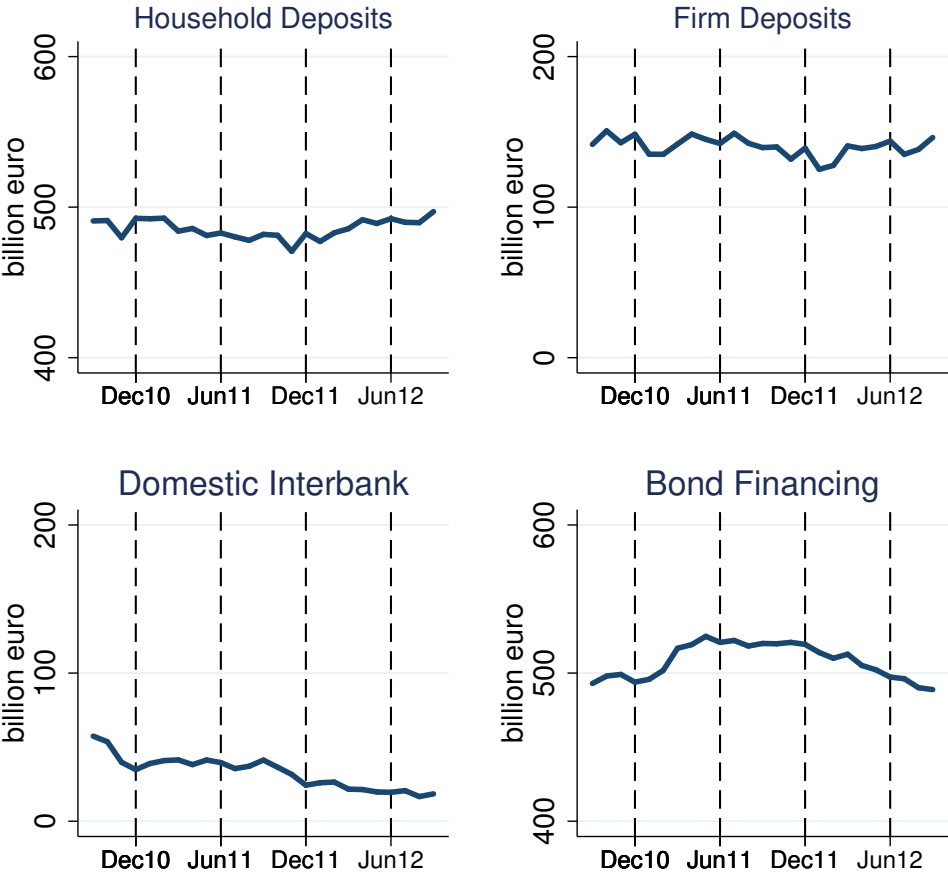 Household Deposits
billion euro
600
500
400
Dec10 Jun11 Dec11 Jun12
Firm Deposits
billion euro
200
100
0
Dec10 Jun11 Dec11 Jun12
Domestic Interbank
billion euro
200
100
0
Dec10 Jun11 Dec11 Jun12
Bond Financing
billion euro
600
500
400
Dec10 Jun11 Dec11 Jun12